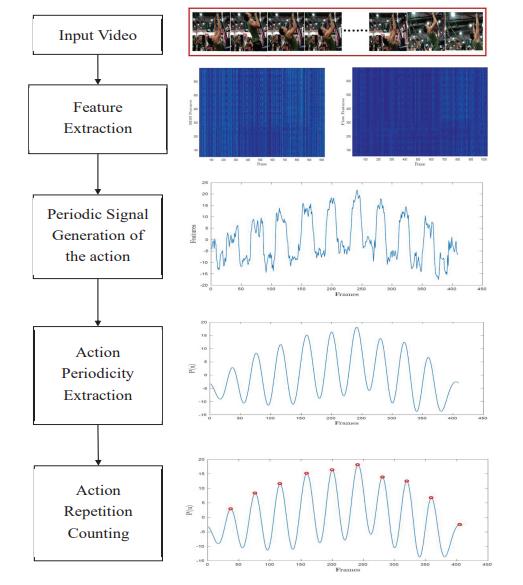 Input Video
Feature
Extraction
Periodic Signal
Generation of
the action
Action
Periodicity
Extraction
Action
Repetition
Counting
Frame
Frame
Features
25
20
15
10
5
0
-5
-10
-15
-20
0 50 100 150 200 250 300 350 400 450
Frames
P(n)
20
15
10
5
0
-5
-10
-15
0 50 100 150 200 250 300 350 400 450
Frames
P(n)
20
15
10
5
0
-5
-10
-15
0 50 100 150 200 250 300 350 400 450
Frames